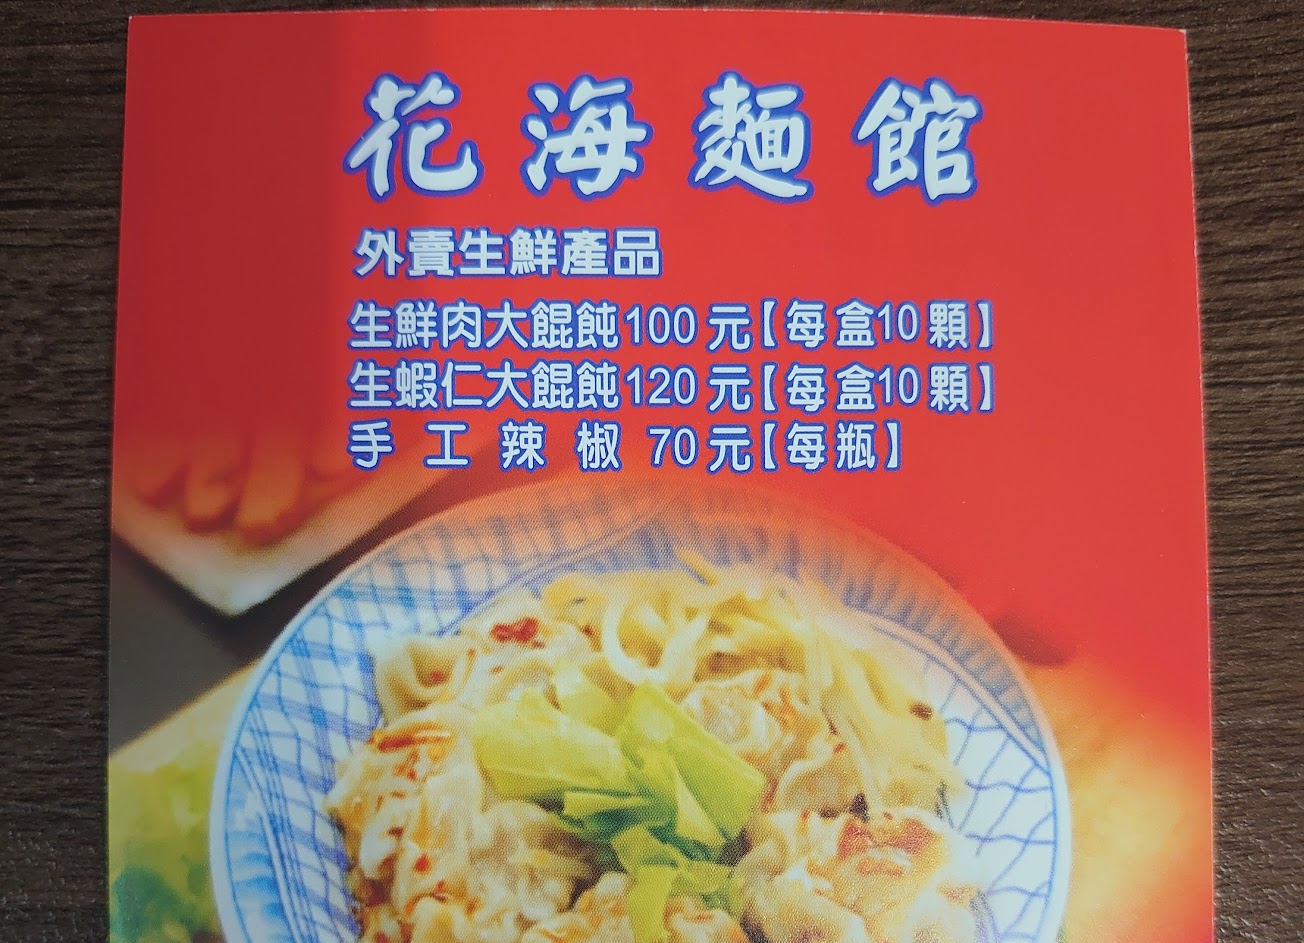 花海麵館
外賣生鮮產品
生鮮肉大餛飩100元【每盒10顆】
生蝦仁大餛飩120元【每盒10顆】
手工辣椒 70元【每瓶】